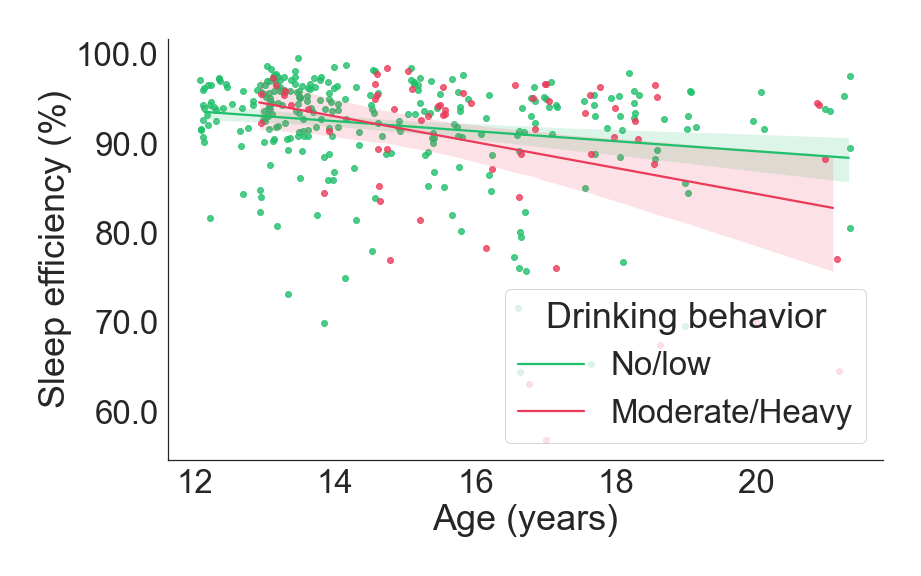 100.0
90.0
80.0
70.0
60.0
Sleep efficiency (%)
Drinking behavior
No/low
Moderate/Heavy
12 14 16 18 20
Age (years)